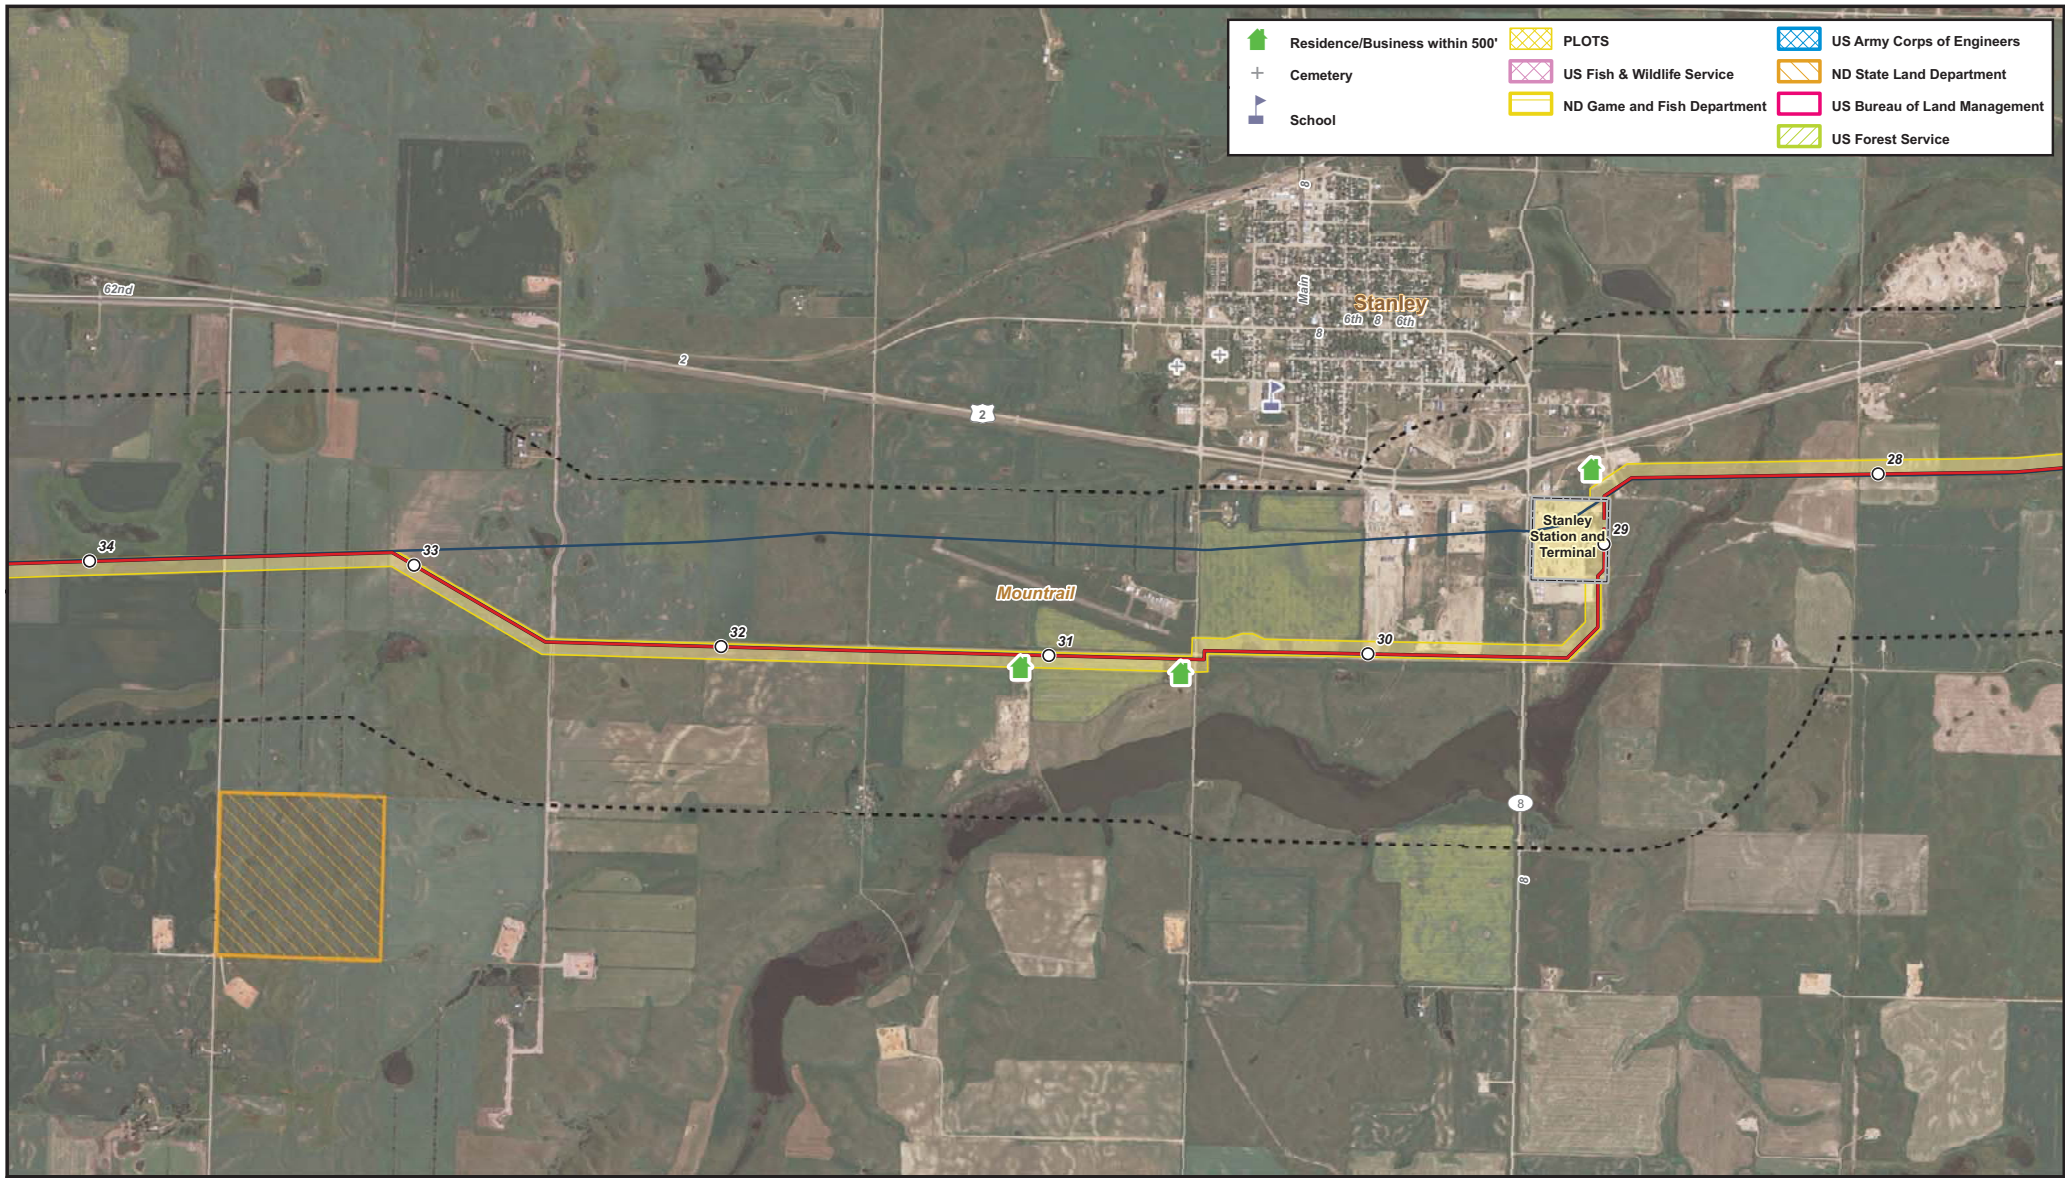 Residence/Business within 500'
Cemetery
School
PLOTS
US Fish & Wildlife Service
ND Game and Fish Department
US Army Corps of Engineers
ND State Land Department
US Bureau of Land Management
US Forest Service
8
62nd
Main
Stanley
6th 8 6th
8
2
2
28
Stanley
Station and
Terminal
29
34
33
Mountrail
32
31
30
8
8